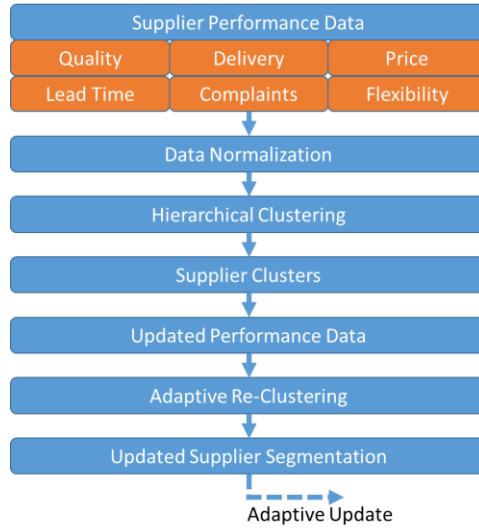 Supplier Performance Data
Quality Delivery Price
Lead Time Complaints Flexibility
Data Normalization
Hierarchical Clustering
Supplier Clusters
Updated Performance Data
Adaptive Re-Clustering
Updated Supplier Segmentation
Adaptive Update